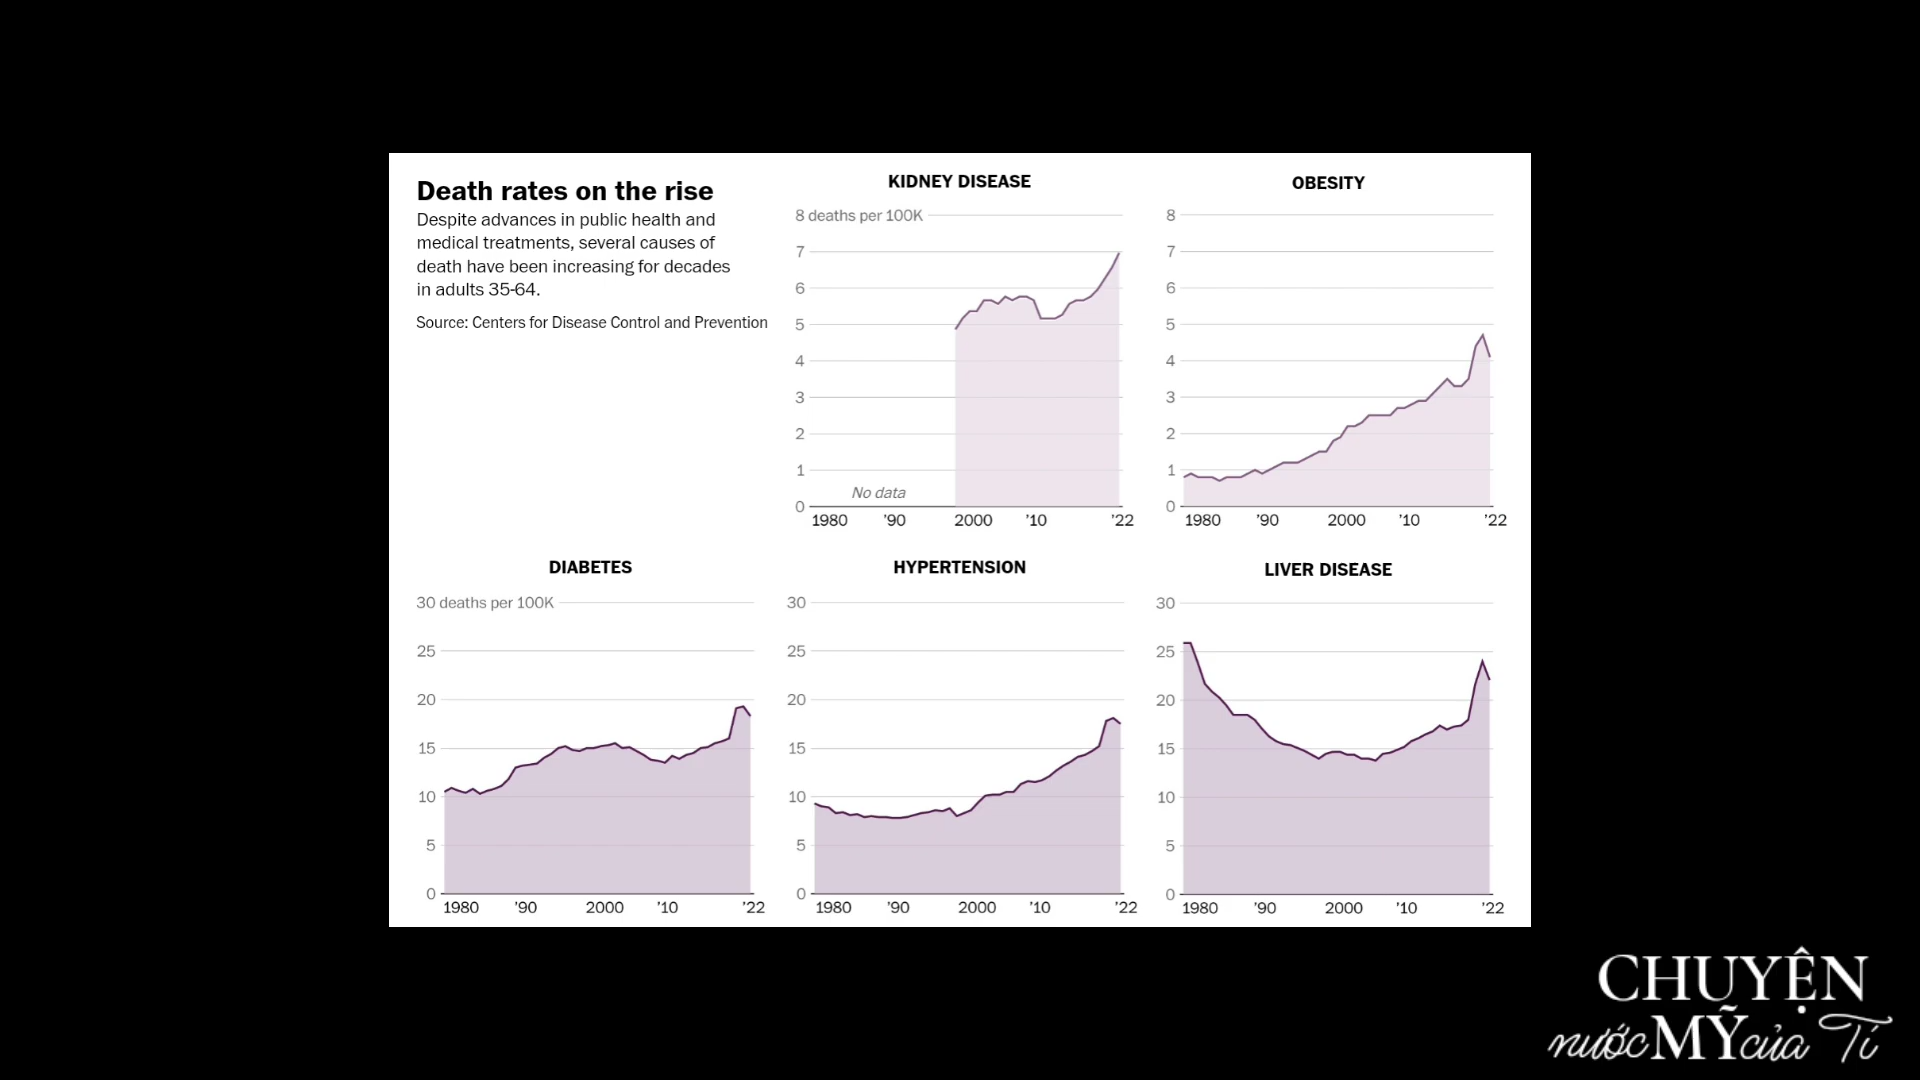 Death rates on the rise
Despite advances in public health and
medical treatments, several causes of
death have been increasing for decades
in adults 35-64.
Source: Centers for Disease Control and Prevention
KIDNEY DISEASE
8 deaths per 100K
7
6
5
4
3
2
1
0
No data
1980 '90 2000 '10 '22
OBESITY
8
7
6
5
4
3
2
1
0
1980 '90 2000 '10 '22
DIABETES
30 deaths per 100K
25
20
15
10
5
0
1980 '90 2000 '10 '22
HYPERTENSION
30
25
20
15
10
5
0
1980 '90 2000 '10 '22
LIVER DISEASE
30
25
20
15
10
5
0
1980 '90 2000 '10 '22
CHUYỆN
nước MỸ của Tí